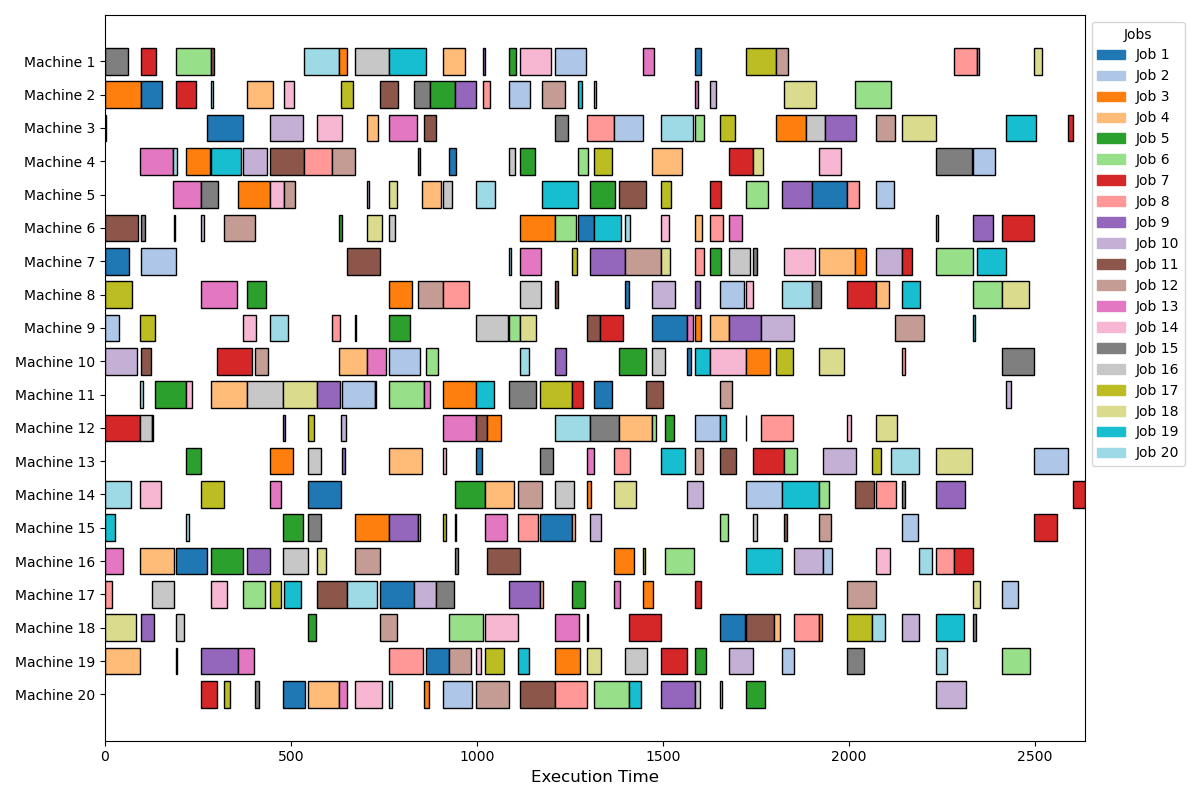 Machine 1
Machine 2
Machine 3
Machine 4
Machine 5
Machine 6
Machine 7
Machine 8
Machine 9
Machine 10
Machine 11
Machine 12
Machine 13
Machine 14
Machine 15
Machine 16
Machine 17
Machine 18
Machine 19
Machine 20
0 500 1000 1500 2000 2500
Execution Time
Jobs
Job 1
Job 2
Job 3
Job 4
Job 5
Job 6
Job 7
Job 8
Job 9
Job 10
Job 11
Job 12
Job 13
Job 14
Job 15
Job 16
Job 17
Job 18
Job 19
Job 20